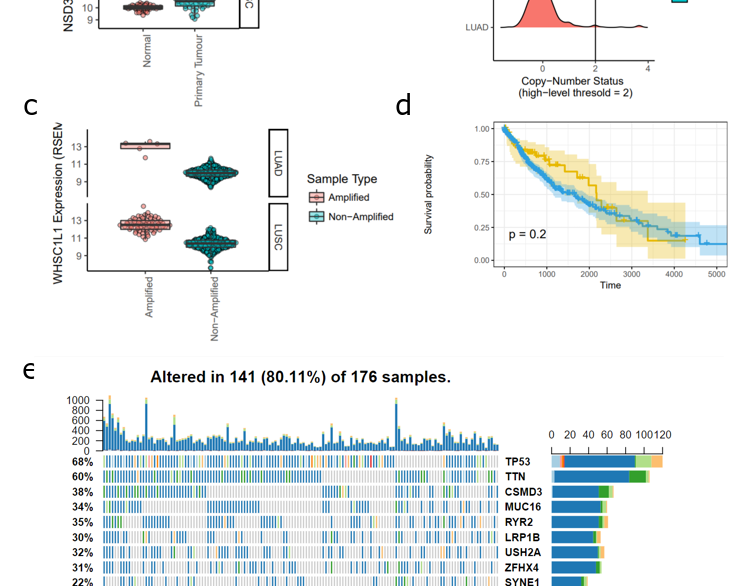 NSD3
10
9
C
Normal
Primary Tumour
LUAD
0
2
4
Copy-Number Status
(high-level thresold = 2)
c
WHSC1L1 Expression (RSEM
13
11
9
LUAD
13
11
9
LUSC
Amplified
Non-Amplified
Sample Type
Amplified
Non-Amplified
d
Survival probability
1.00
0.75
0.50
0.25
0.00
p = 0.2
0
1000
2000
3000
4000
5000
Time
e
Altered in 141 (80.11%) of 176 samples.
1000
800
600
400
200
0
0 20 40 60 80 100 120
68% TP53
60% TTN
38% CSMD3
34% MUC16
35% RYR2
30% LRP1B
32% USH2A
31% ZFHX4
22% SYNE1